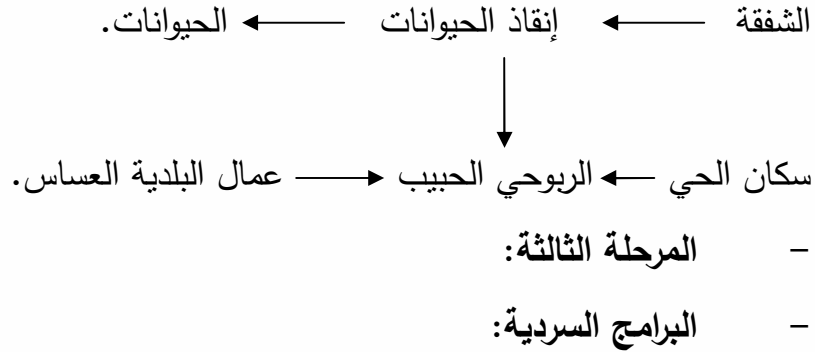 الشفقة ← إنقاذ الحيوانات ← الحيوانات.
↓
سكان الحي ← الربوحي الحبيب → عمال البلدية العساس.
- المرحلة الثالثة:
- البرامج السردية: